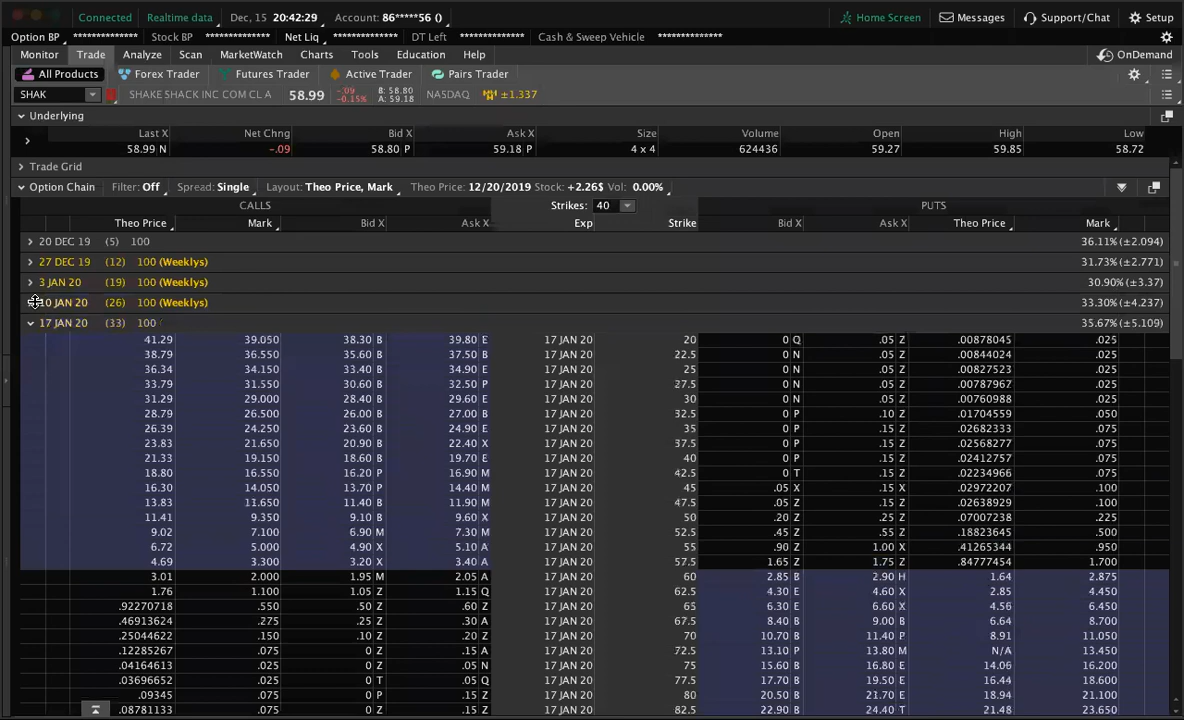 Connected Realtime data Dec, 15 20:42:29 Account: 86*****56 () Home Screen Messages Support/Chat Setup
Option BP ************** Stock BP ************** Net Liq ************** DT Left ************** Cash & Sweep Vehicle **************
Monitor Trade Analyze Scan MarketWatch Charts Tools Education Help OnDemand
All Products Forex Trader Futures Trader Active Trader Pairs Trader
SHAK SHAKE SHACK INC COM CL A 58.99 -.09 -0.15% B: 58.80 A: 59.18 NASDAQ ±1.337
Underlying
Last X Net Chng Bid X Ask X Size Volume Open High Low
58.99 N -.09 58.80 P 59.18 P 4 x 4 624436 59.27 59.85 58.72
Trade Grid
Option Chain Filter: Off Spread: Single Layout: Theo Price, Mark Theo Price: 12/20/2019 Stock: +2.26$ Vol: 0.00%
CALLS Strikes: 40 PUTS
Theo Price Mark Bid X Ask X Exp Strike Bid X Ask X Theo Price Mark
20 DEC 19 (5) 100 36.11% (±2.094)
27 DEC 19 (12) 100 (Weeklys) 31.73% (±2.771)
3 JAN 20 (19) 100 (Weeklys) 30.90% (±3.37)
10 JAN 20 (26) 100 (Weeklys) 33.30% (±4.237)
17 JAN 20 (33) 100 35.67% (±5.109)
41.29 39.050 38.30 B 39.80 E 17 JAN 20 20 0 Q .05 Z .00878045 .025
38.79 36.550 35.60 B 37.50 B 17 JAN 20 22.5 0 N .05 Z .00844024 .025
36.34 34.150 33.40 B 34.90 E 17 JAN 20 25 0 N .05 Z .00827523 .025
33.79 31.550 30.60 B 32.50 P 17 JAN 20 27.5 0 N .05 Z .00787967 .025
31.29 29.000 28.40 B 29.60 E 17 JAN 20 30 0 N .05 Z .00760988 .025
28.79 26.500 26.00 B 27.00 B 17 JAN 20 32.5 0 P .10 Z .01704559 .050
26.39 24.250 23.60 B 24.90 E 17 JAN 20 35 0 P .15 Z .02682333 .075
23.83 21.650 20.90 B 22.40 X 17 JAN 20 37.5 0 P .15 Z .02568277 .075
21.33 19.150 18.60 B 19.70 E 17 JAN 20 40 0 P .15 Z .02412757 .075
18.80 16.550 16.20 P 16.90 M 17 JAN 20 42.5 0 T .15 Z .02234966 .075
16.30 14.050 13.70 P 14.40 M 17 JAN 20 45 .05 X .15 X .02972207 .100
13.83 11.650 11.40 B 11.90 M 17 JAN 20 47.5 .05 Z .15 X .02638929 .100
11.41 9.350 9.10 B 9.60 X 17 JAN 20 50 .20 Z .25 Z .07007238 .225
9.02 7.100 6.90 M 7.30 M 17 JAN 20 52.5 .45 Z .55 Z .18823645 .500
6.72 5.000 4.90 X 5.10 A 17 JAN 20 55 .90 Z 1.00 X .41265344 .950
4.69 3.300 3.20 X 3.40 A 17 JAN 20 57.5 1.65 Z 1.75 Z .84777454 1.700
3.01 2.000 1.95 M 2.05 A 17 JAN 20 60 2.85 B 2.90 H 1.64 2.875
1.76 1.100 1.05 Z 1.15 Q 17 JAN 20 62.5 4.30 E 4.60 X 2.85 4.450
.92270718 .550 .50 Z .60 Z 17 JAN 20 65 6.30 E 6.60 X 4.56 6.450
.46913624 .275 .25 Z .30 A 17 JAN 20 67.5 8.40 B 9.00 B 6.64 8.700
.25044622 .150 .10 Z .20 Z 17 JAN 20 70 10.70 B 11.40 P 8.91 11.050
.12285267 .075 0 Z .15 A 17 JAN 20 72.5 13.10 P 13.80 M N/A 13.450
.04164613 .025 0 Z .05 N 17 JAN 20 75 15.60 B 16.80 E 14.06 16.200
.03696652 .025 0 T .05 Q 17 JAN 20 77.5 17.70 B 19.50 E 16.44 18.600
.09345 .075 0 P .15 Z 17 JAN 20 80 20.50 B 21.70 E 18.94 21.100
.08781133 .075 0 Z .15 Z 17 JAN 20 82.5 22.90 B 24.40 T 21.48 23.650